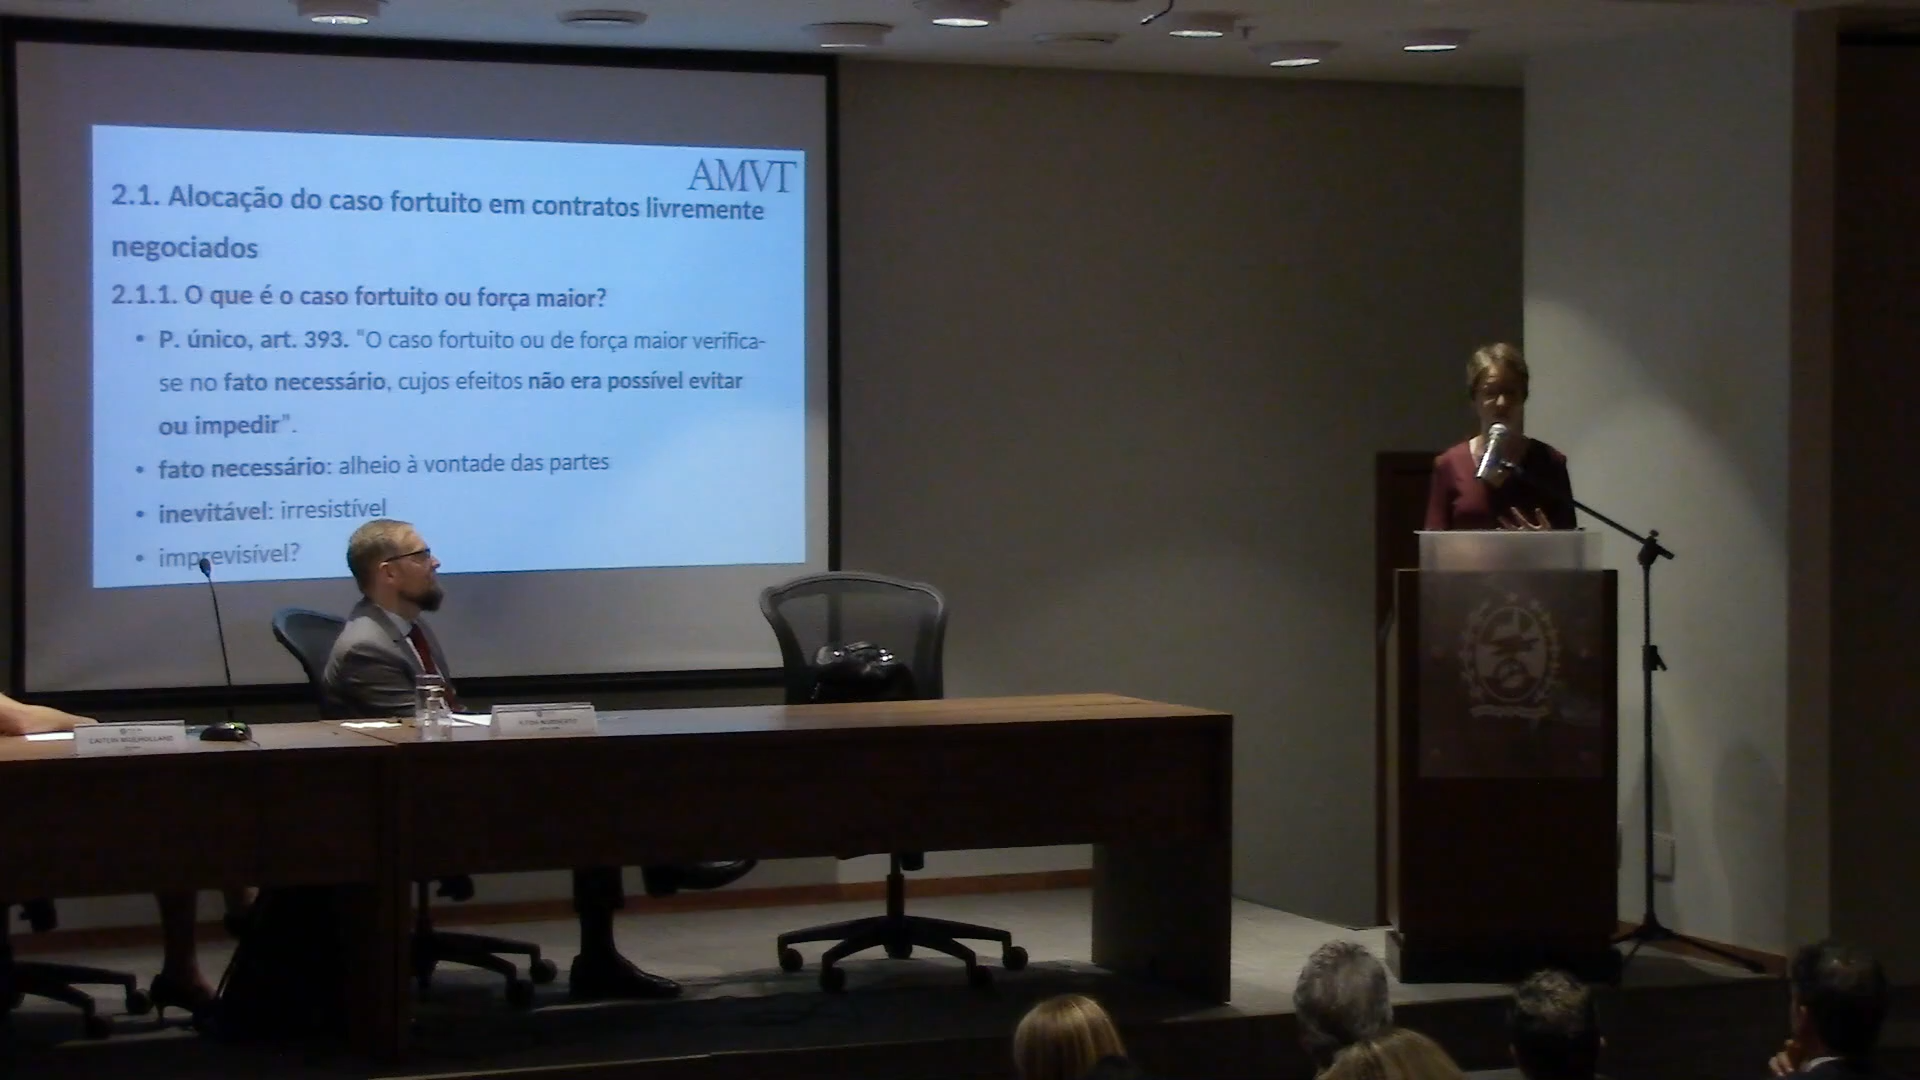 AMVT
2.1. Alocação do caso fortuito em contratos livremente
negociados
2.1.1. O que é o caso fortuito ou força maior?
• P. único, art. 393. "O caso fortuito ou de força maior verifica-
se no fato necessário, cujos efeitos não era possível evitar
ou impedir".
• fato necessário: alheio à vontade das partes
• inevitável: irresistível
• imprevisível?
CAITLIN MULHOLLAND